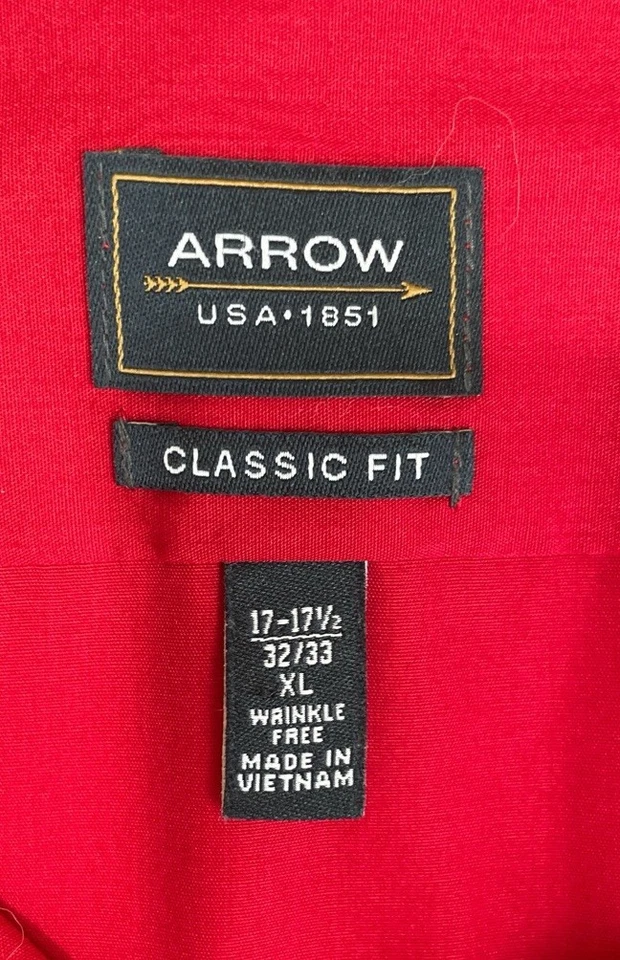 ARROW
USA•1851
CLASSIC FIT
17-17½
32/33
XL
WRINKLE
FREE
MADE IN
VIETNAM